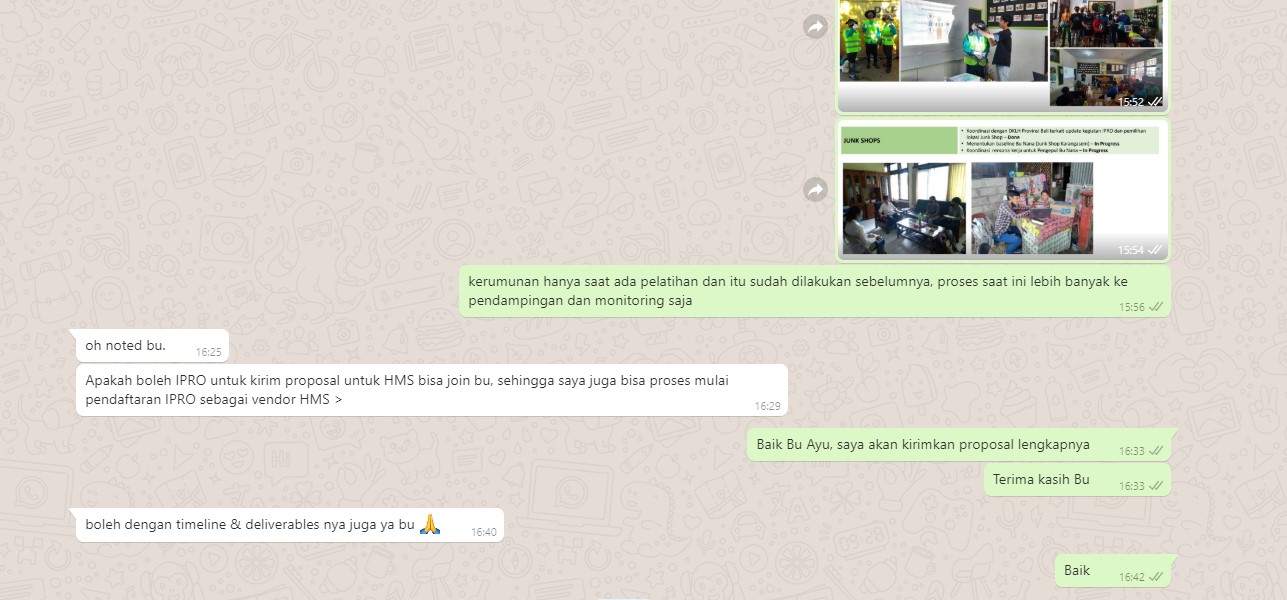 15:52
JUNK SHOPS
• Koordinasi dengan DKLH Provinsi Bali terkait update kegiatan IPRO dan pemilihan
lokasi Junk Shop – Done
• Menentukan baseline Bu Nana (Junk Shop Karangasem) – In Progress
• Koordinasi rencana kerja untuk Pengepul Bu Nana – In Progress
15:54
kerumunan hanya saat ada pelatihan dan itu sudah dilakukan sebelumnya, proses saat ini lebih banyak ke
pendampingan dan monitoring saja
15:56
oh noted bu.
16:25
Apakah boleh IPRO untuk kirim proposal untuk HMS bisa join bu, sehingga saya juga bisa proses mulai
pendaftaran IPRO sebagai vendor HMS >
16:29
Baik Bu Ayu, saya akan kirimkan proposal lengkapnya
16:33
Terima kasih Bu
16:33
boleh dengan timeline & deliverables nya juga ya bu 🙏
16:40
Baik
16:42